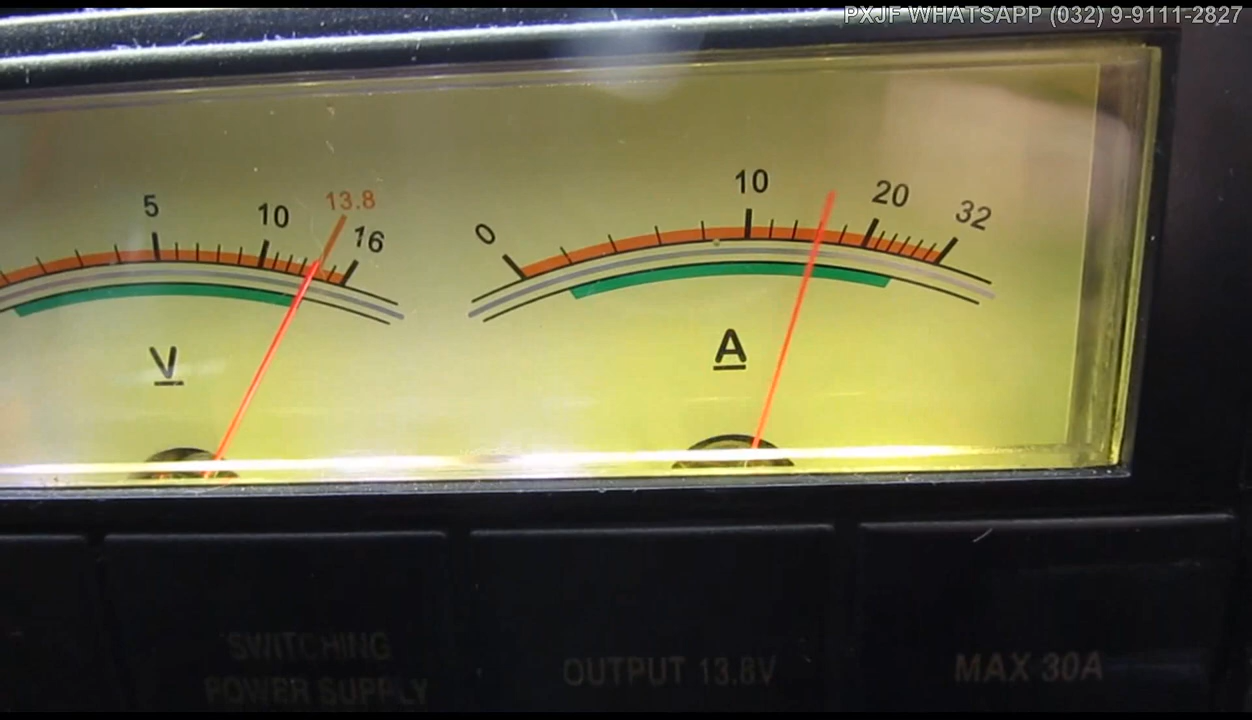 PXJF WHATSAPP (032) 9-9111-2827
5
10
13.8
16
V
0
10
20
32
A
SWITCHING
POWER SUPPLY
OUTPUT 13.8V
MAX 30A